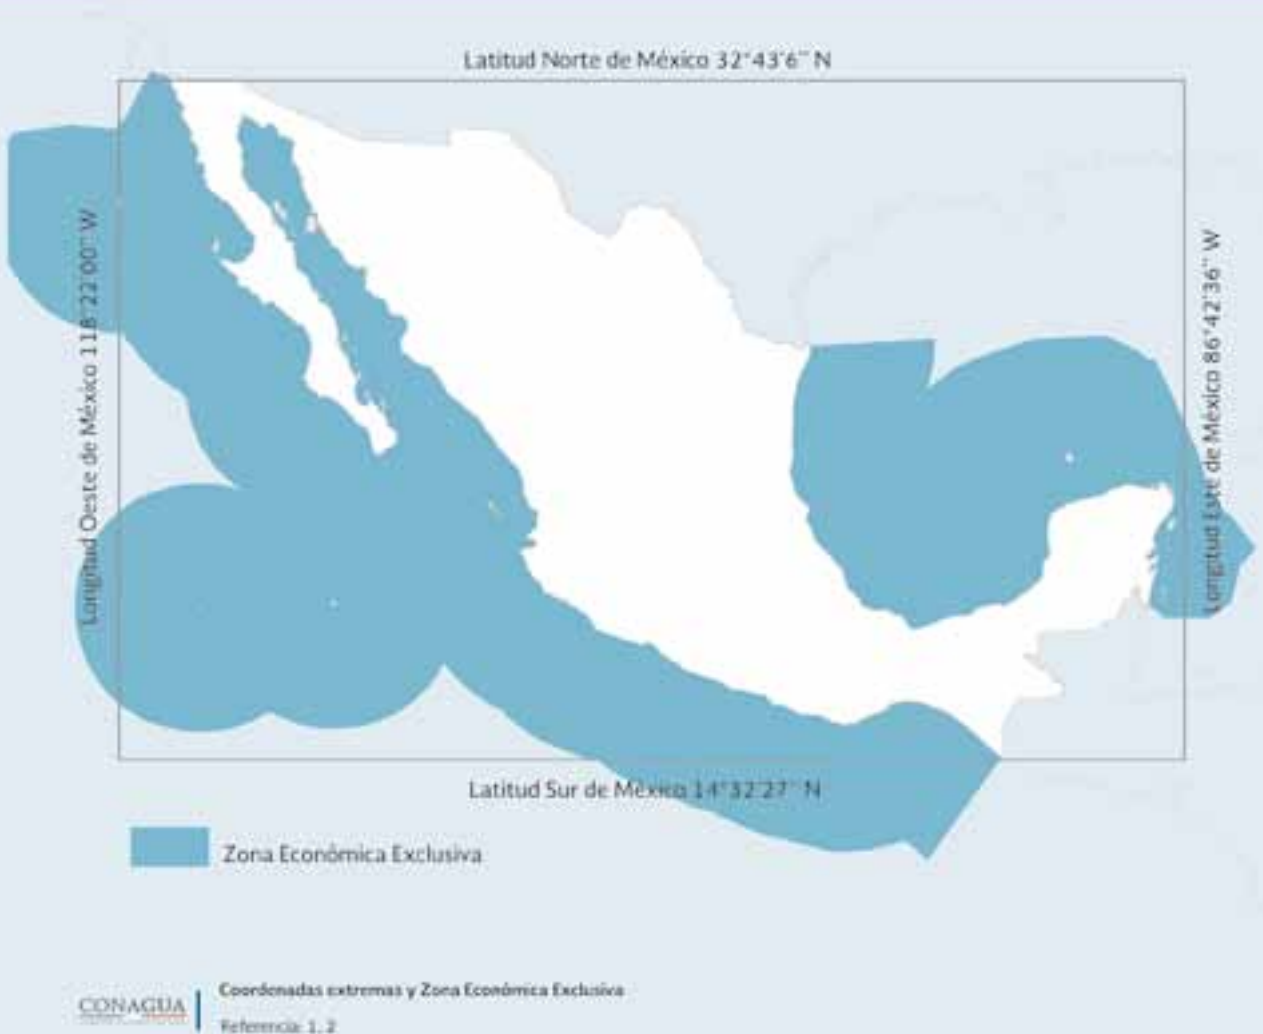 Latitud Norte de México 32°43'6'' N
Longitud Oeste de México 118°22'00'' W
Longitud Este de México 86°42'36'' W
Latitud Sur de México 14°32'27'' N
Zona Económica Exclusiva
CONAGUA
Coordenadas extremas y Zona Económica Exclusiva
Referencia: 1, 2